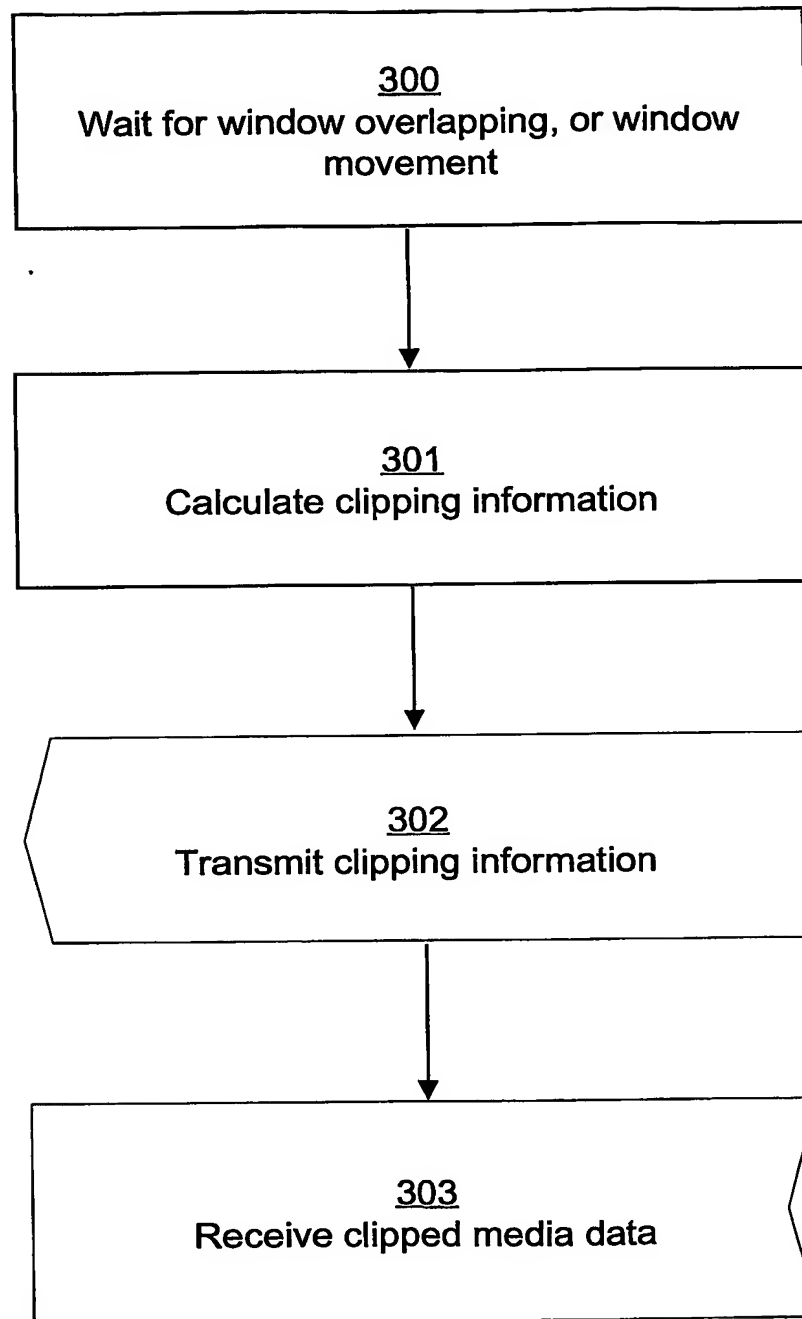 300
Wait for window overlapping, or window
movement
301
Calculate clipping information
302
Transmit clipping information
303
Receive clipped media data